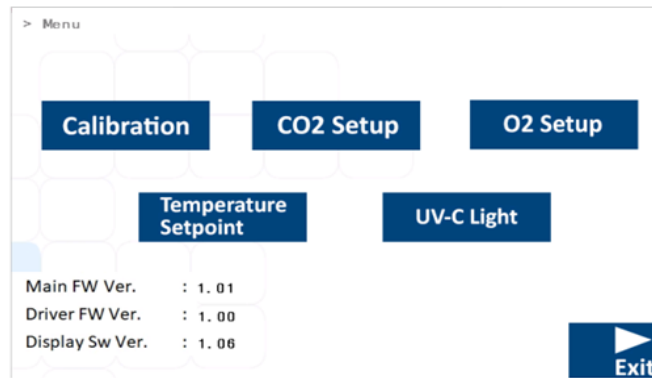 > Menu
Calibration
CO2 Setup
O2 Setup
Temperature
Setpoint
UV-C Light
Main FW Ver. : 1.01
Driver FW Ver. : 1.00
Display Sw Ver. : 1.06
Exit